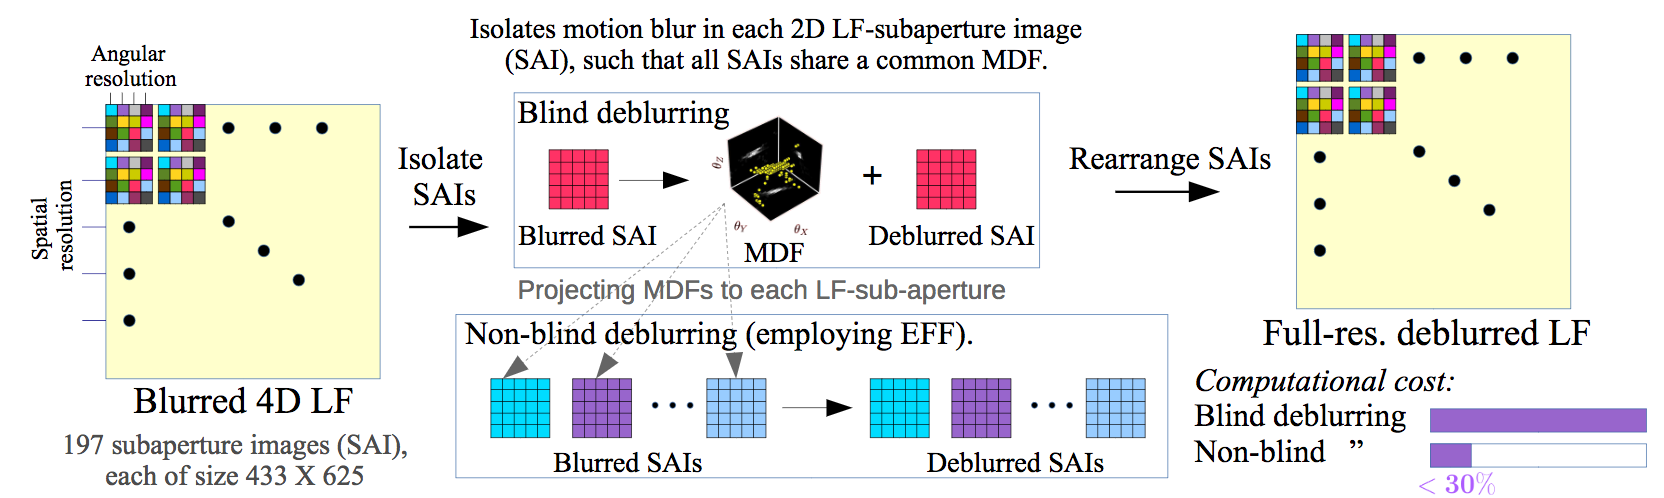 Isolates motion blur in each 2D LF-subaperture image
(SAI), such that all SAIs share a common MDF.
Angular
resolution
Spatial
resolution
Blurred 4D LF
197 subaperture images (SAI),
each of size 433 X 625
Isolate
SAIs
Blind deblurring
θZ
θY
θX
Blurred SAI
MDF
+
Deblurred SAI
Projecting MDFs to each LF-sub-aperture
Non-blind deblurring (employing EFF).
Blurred SAIs
Deblurred SAIs
Rearrange SAIs
Full-res. deblurred LF
Computational cost:
Blind deblurring
Non-blind ”
< 30%